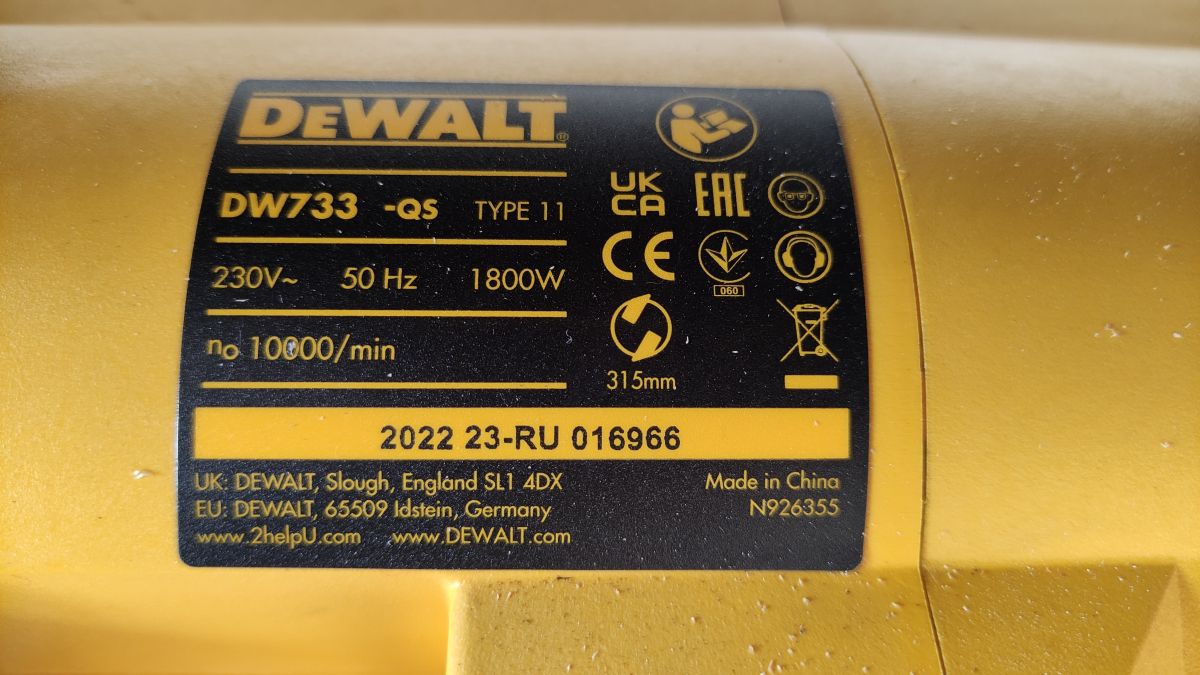 DEWALT®
DW733 -QS TYPE 11
230V~ 50 Hz 1800W
n₀ 10000/min
UK
CA
EAC
CE
060
315mm
2022 23-RU 016966
UK: DEWALT, Slough, England SL1 4DX
EU: DEWALT, 65509 Idstein, Germany
www.2helpU.com www.DEWALT.com
Made in China
N926355